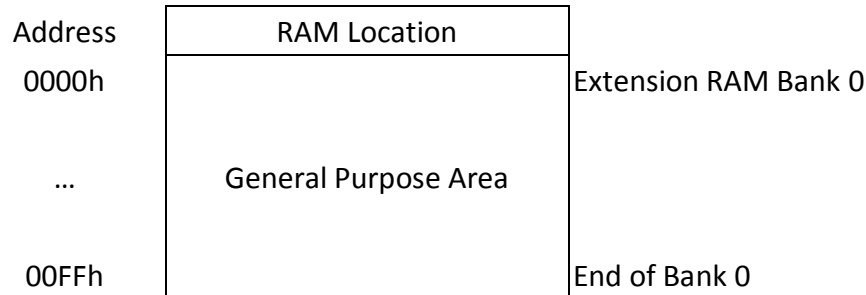 Address RAM Location
0000h Extension RAM Bank 0
… General Purpose Area
00FFh End of Bank 0